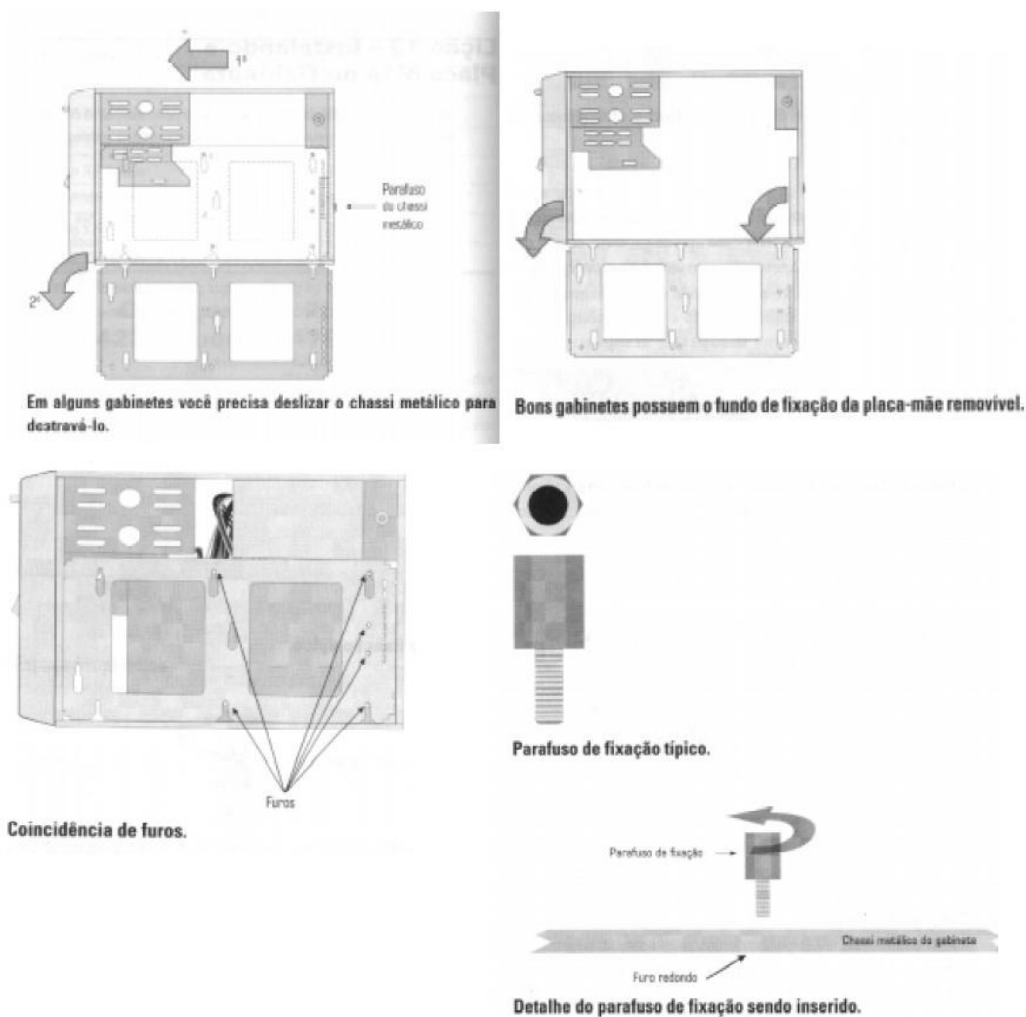 1º
Parafuso
do chassi
metálico
2º
Em alguns gabinetes você precisa deslizar o chassi metálico para
destravá-lo.
Bons gabinetes possuem o fundo de fixação da placa-mãe removível.
Furos
Coincidência de furos.
Parafuso de fixação típico.
Parafuso de fixação
Chassi metálico do gabinete
Furo redondo
Detalhe do parafuso de fixação sendo inserido.